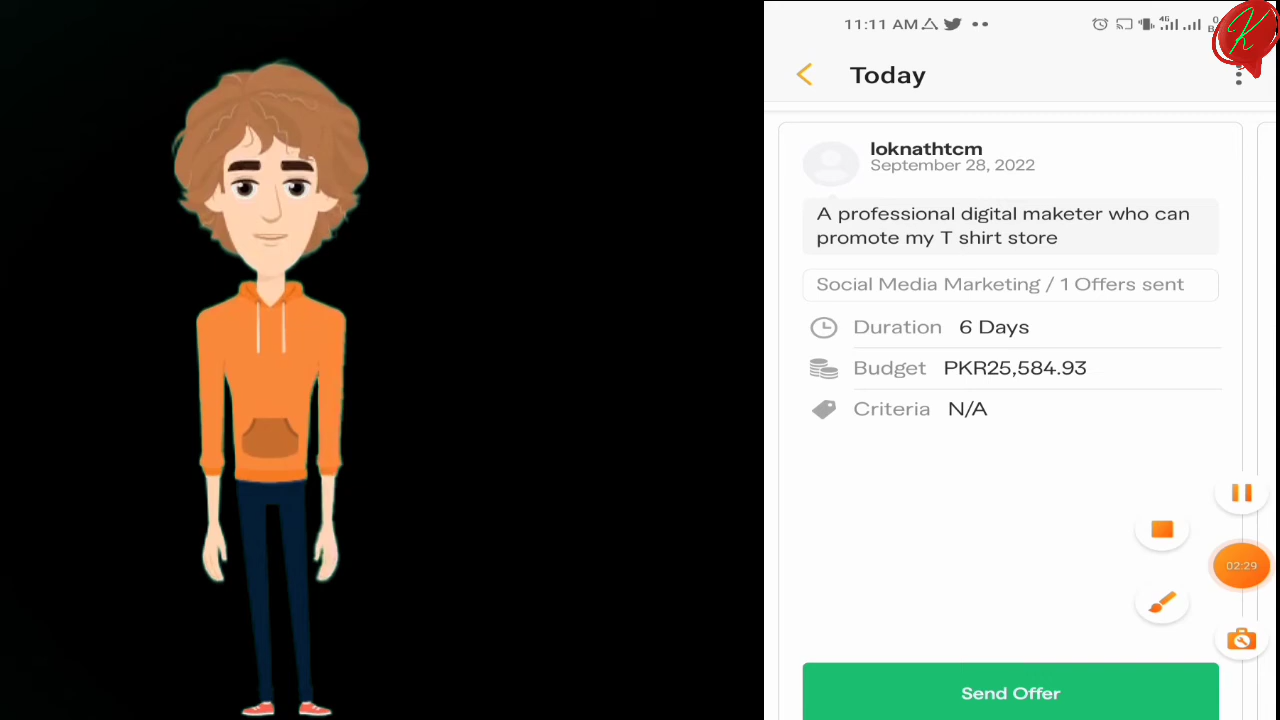 11:11 AM
4G
K
Today
loknathtcm
September 28, 2022
A professional digital maketer who can
promote my T shirt store
Social Media Marketing / 1 Offers sent
Duration 6 Days
Budget PKR25,584.93
Criteria N/A
02:29
Send Offer